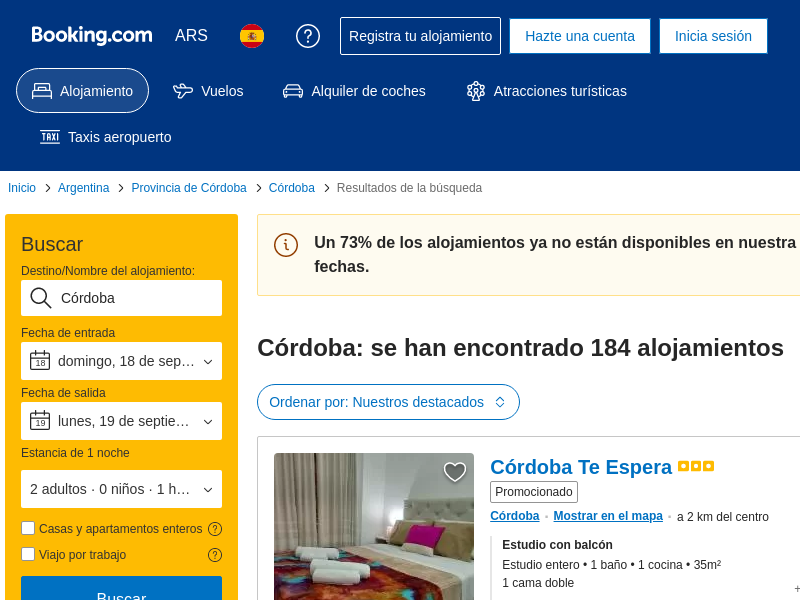 Booking.com
ARS
Registra tu alojamiento
Hazte una cuenta
Inicia sesión
Alojamiento
Vuelos
Alquiler de coches
Atracciones turísticas
TAXI Taxis aeropuerto
Inicio > Argentina > Provincia de Córdoba > Córdoba > Resultados de la búsqueda
Buscar
Destino/Nombre del alojamiento:
Córdoba
Fecha de entrada
18 domingo, 18 de sep…
Fecha de salida
19 lunes, 19 de septie…
Estancia de 1 noche
2 adultos · 0 niños · 1 h…
Casas y apartamentos enteros
Viajo por trabajo
Buscar
Un 73% de los alojamientos ya no están disponibles en nuestra
fechas.
Córdoba: se han encontrado 184 alojamientos
Ordenar por: Nuestros destacados
Córdoba Te Espera
Promocionado
Córdoba · Mostrar en el mapa · a 2 km del centro
Estudio con balcón
Estudio entero • 1 baño • 1 cocina • 35m²
1 cama doble